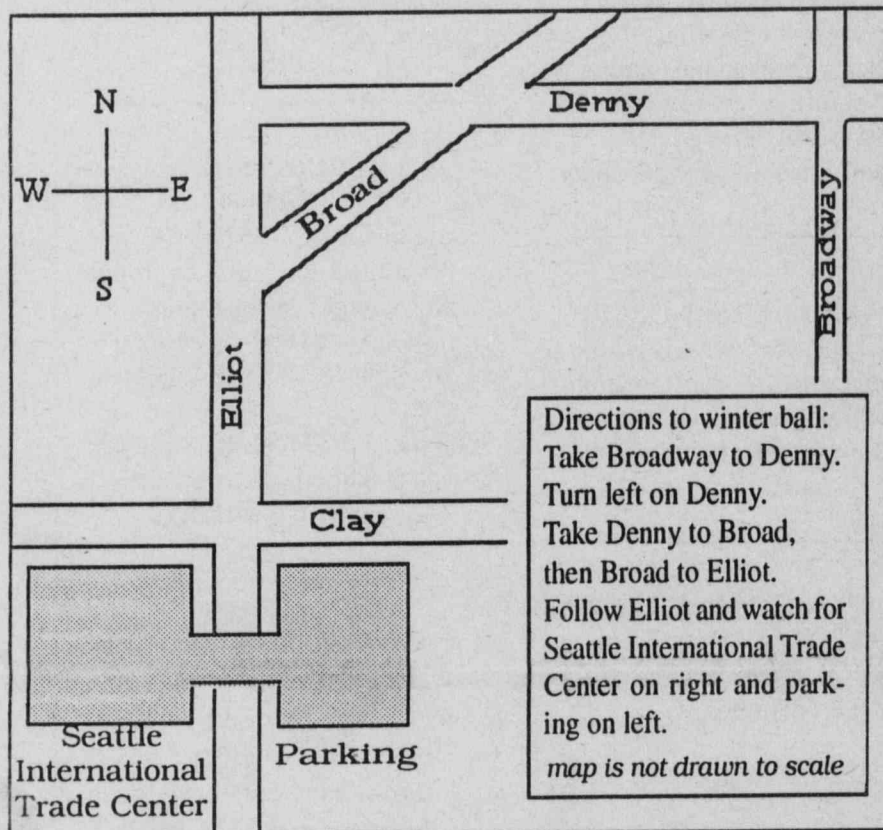 Denny
N
W E
S
Broad
Broadway
Elliot
Clay
Directions to winter ball:
Take Broadway to Denny.
Turn left on Denny.
Take Denny to Broad,
then Broad to Elliot.
Follow Elliot and watch for
Seattle International Trade
Center on right and park-
ing on left.
map is not drawn to scale
Seattle
International
Trade Center
Parking